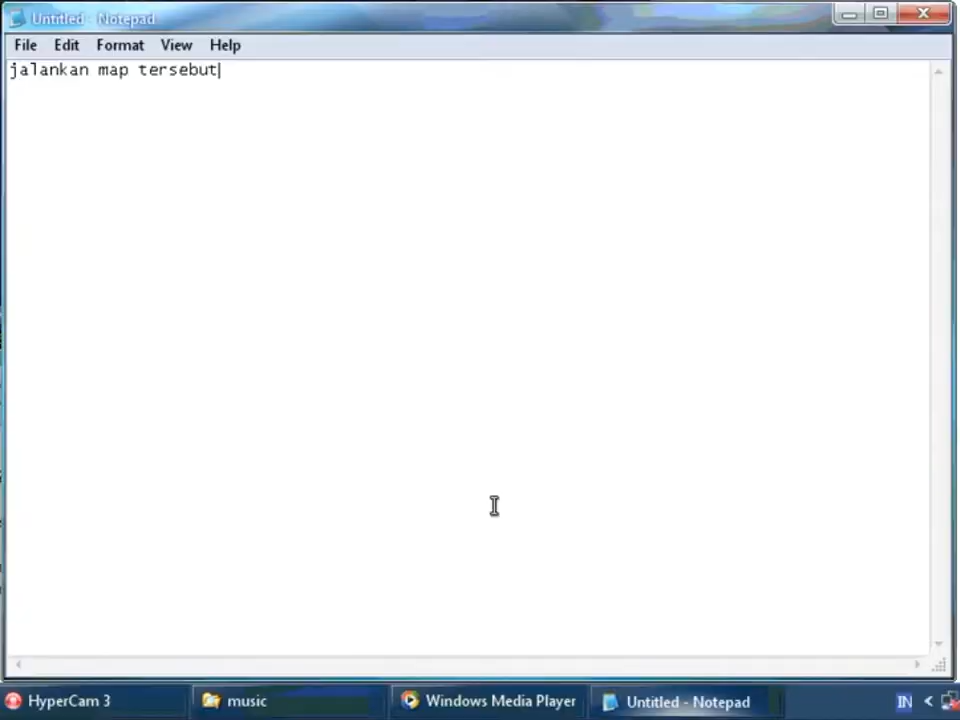 Untitled - Notepad
File Edit Format View Help
jalankan map tersebut
HyperCam 3 music Windows Media Player Untitled - Notepad IN <